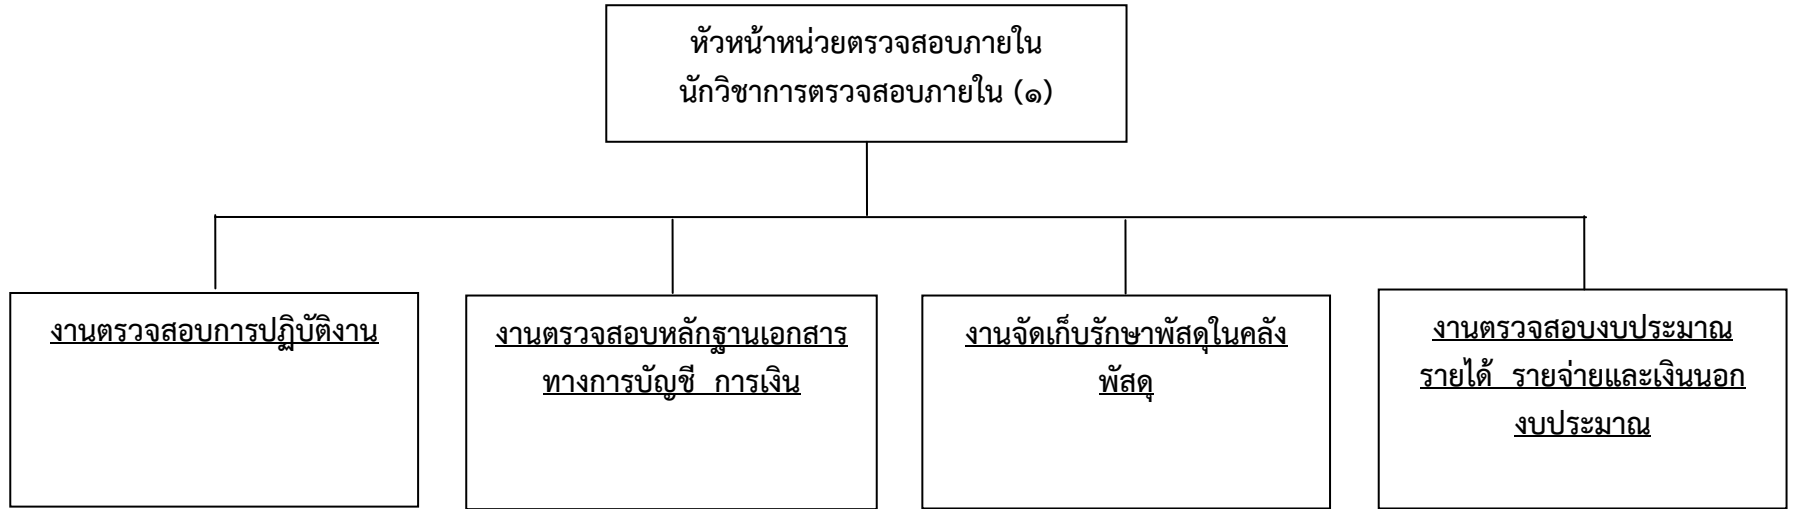 หัวหน้าหน่วยตรวจสอบภายใน
นักวิชาการตรวจสอบภายใน (๑)
งานตรวจสอบการปฏิบัติงาน
งานตรวจสอบหลักฐานเอกสาร
ทางการบัญชี การเงิน
งานจัดเก็บรักษาพัสดุในคลัง
พัสดุ
งานตรวจสอบงบประมาณ
รายได้ รายจ่ายและเงินนอก
งบประมาณ